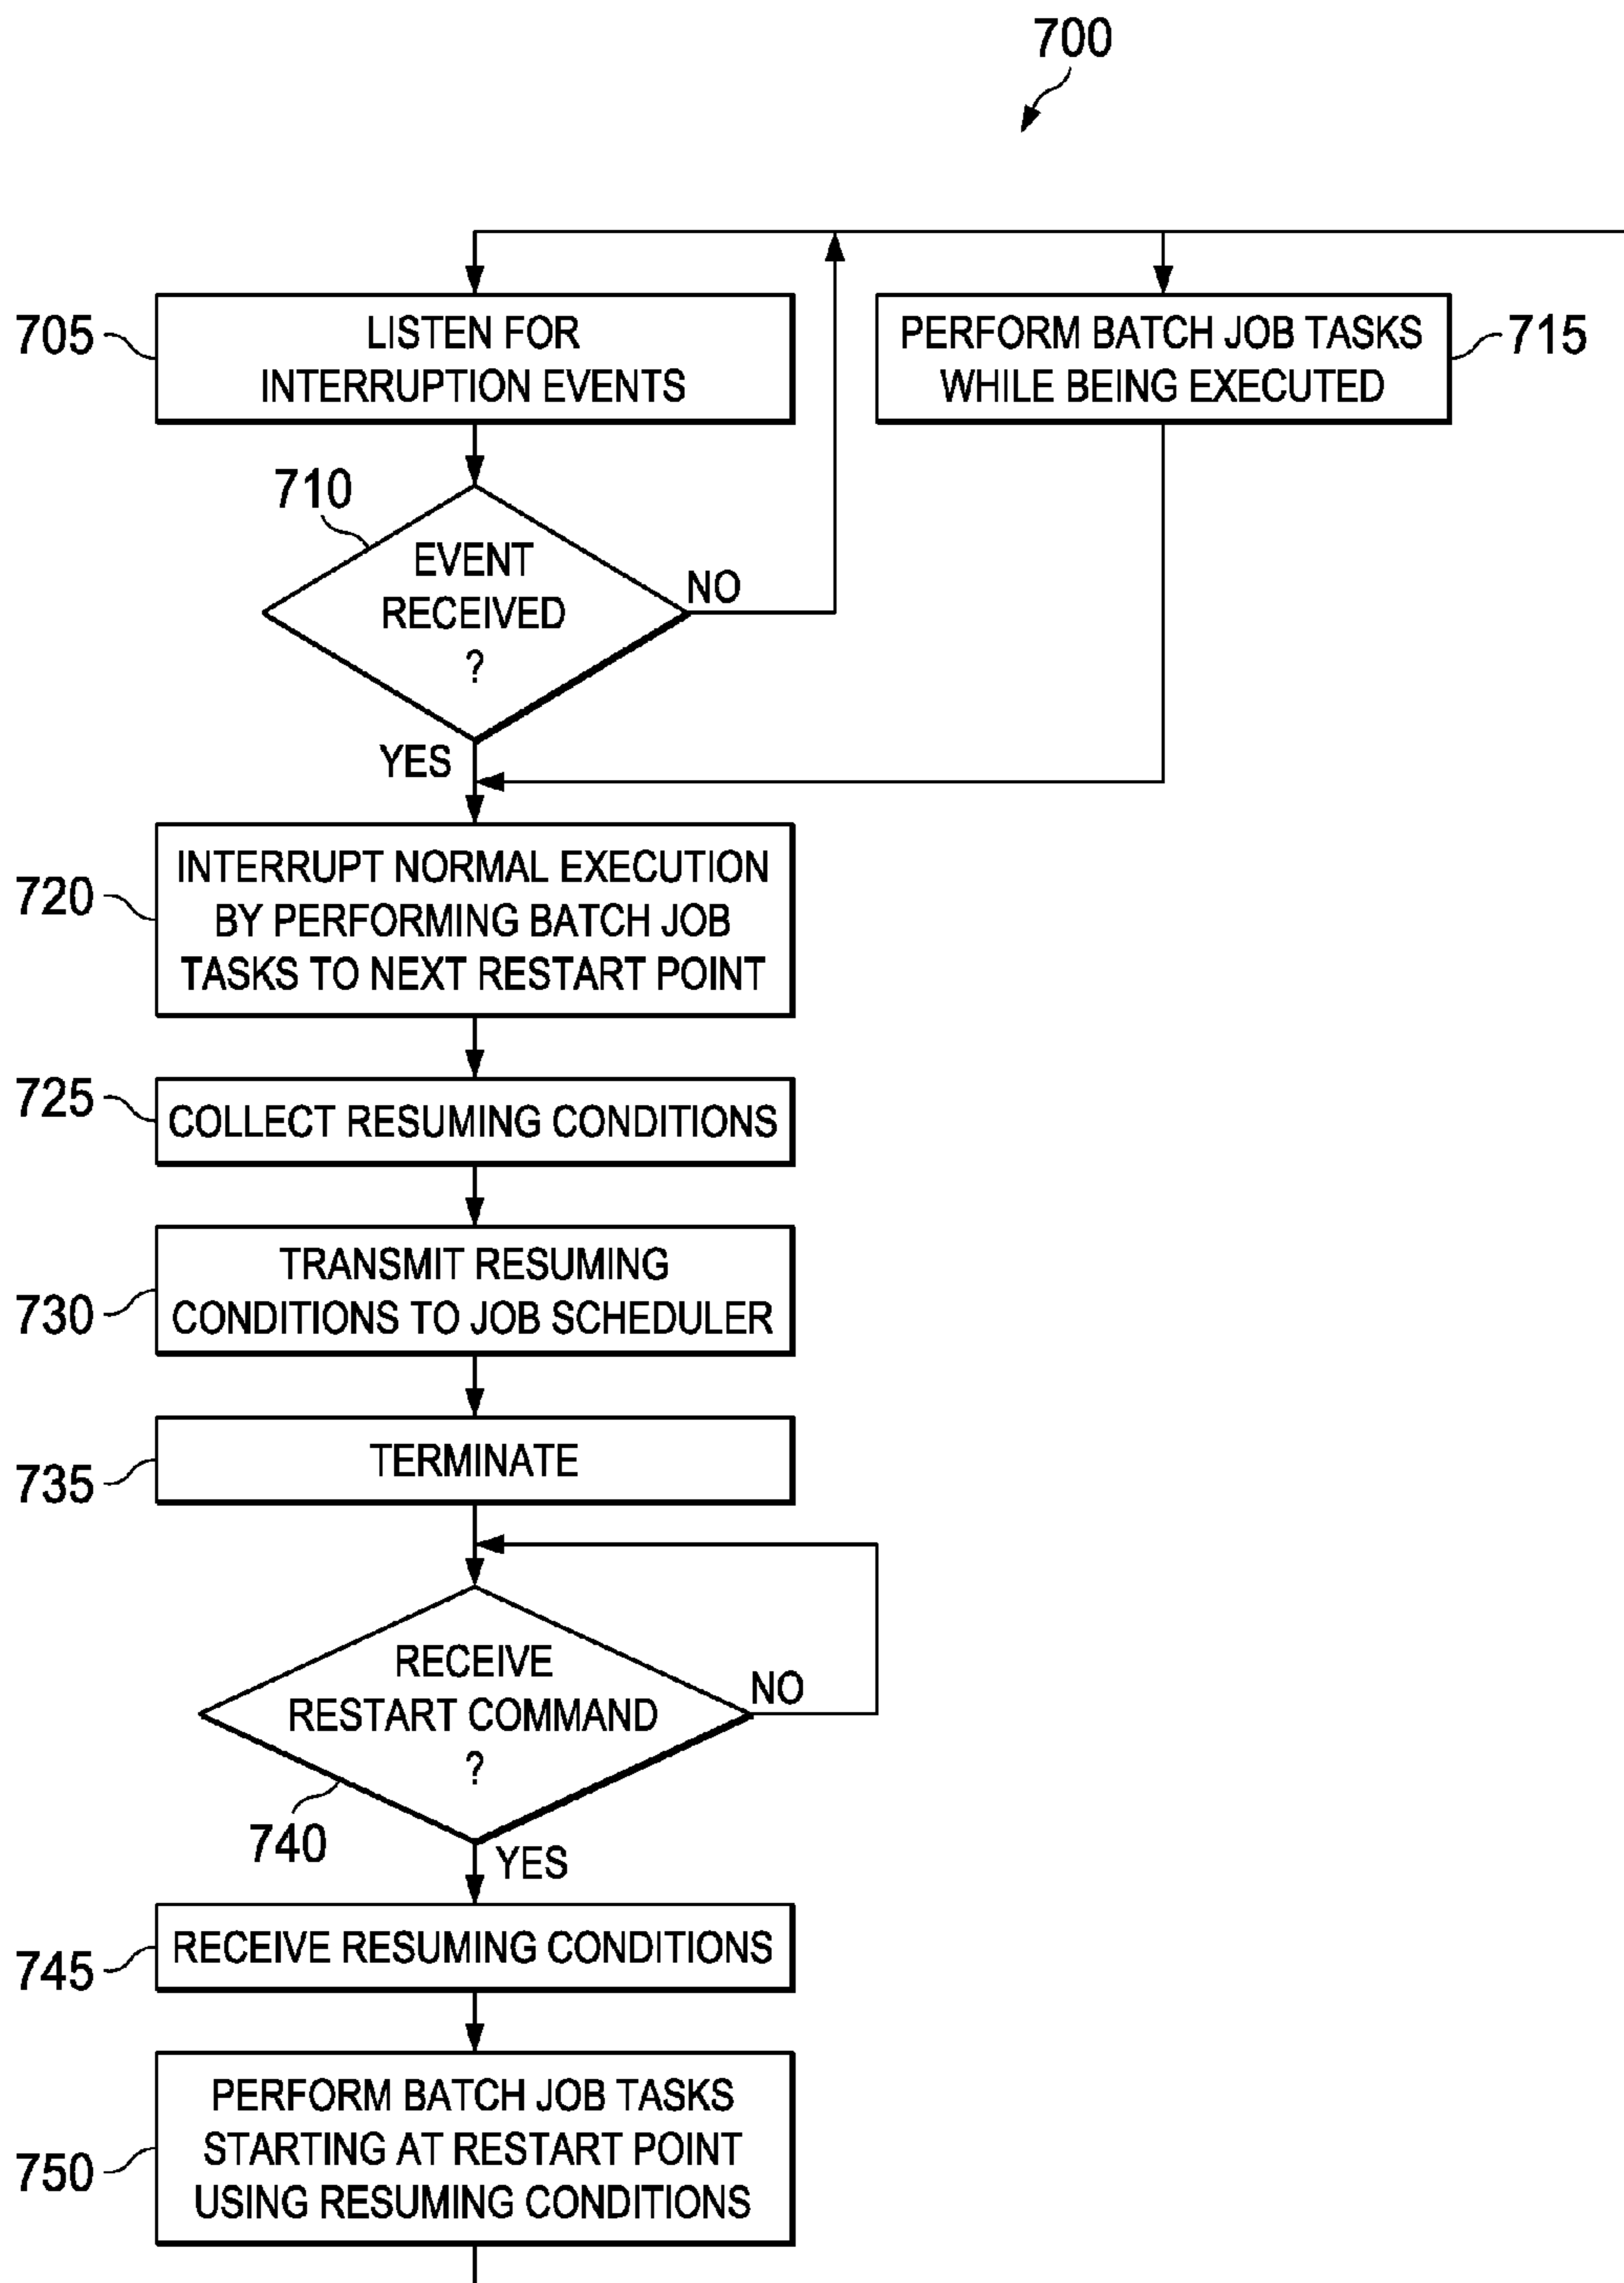 700
705
LISTEN FOR
INTERRUPTION EVENTS
PERFORM BATCH JOB TASKS
WHILE BEING EXECUTED
715
710
EVENT
RECEIVED
?
NO
YES
720
INTERRUPT NORMAL EXECUTION
BY PERFORMING BATCH JOB
TASKS TO NEXT RESTART POINT
725
COLLECT RESUMING CONDITIONS
730
TRANSMIT RESUMING
CONDITIONS TO JOB SCHEDULER
735
TERMINATE
RECEIVE
RESTART COMMAND
?
NO
740
YES
745
RECEIVE RESUMING CONDITIONS
750
PERFORM BATCH JOB TASKS
STARTING AT RESTART POINT
USING RESUMING CONDITIONS